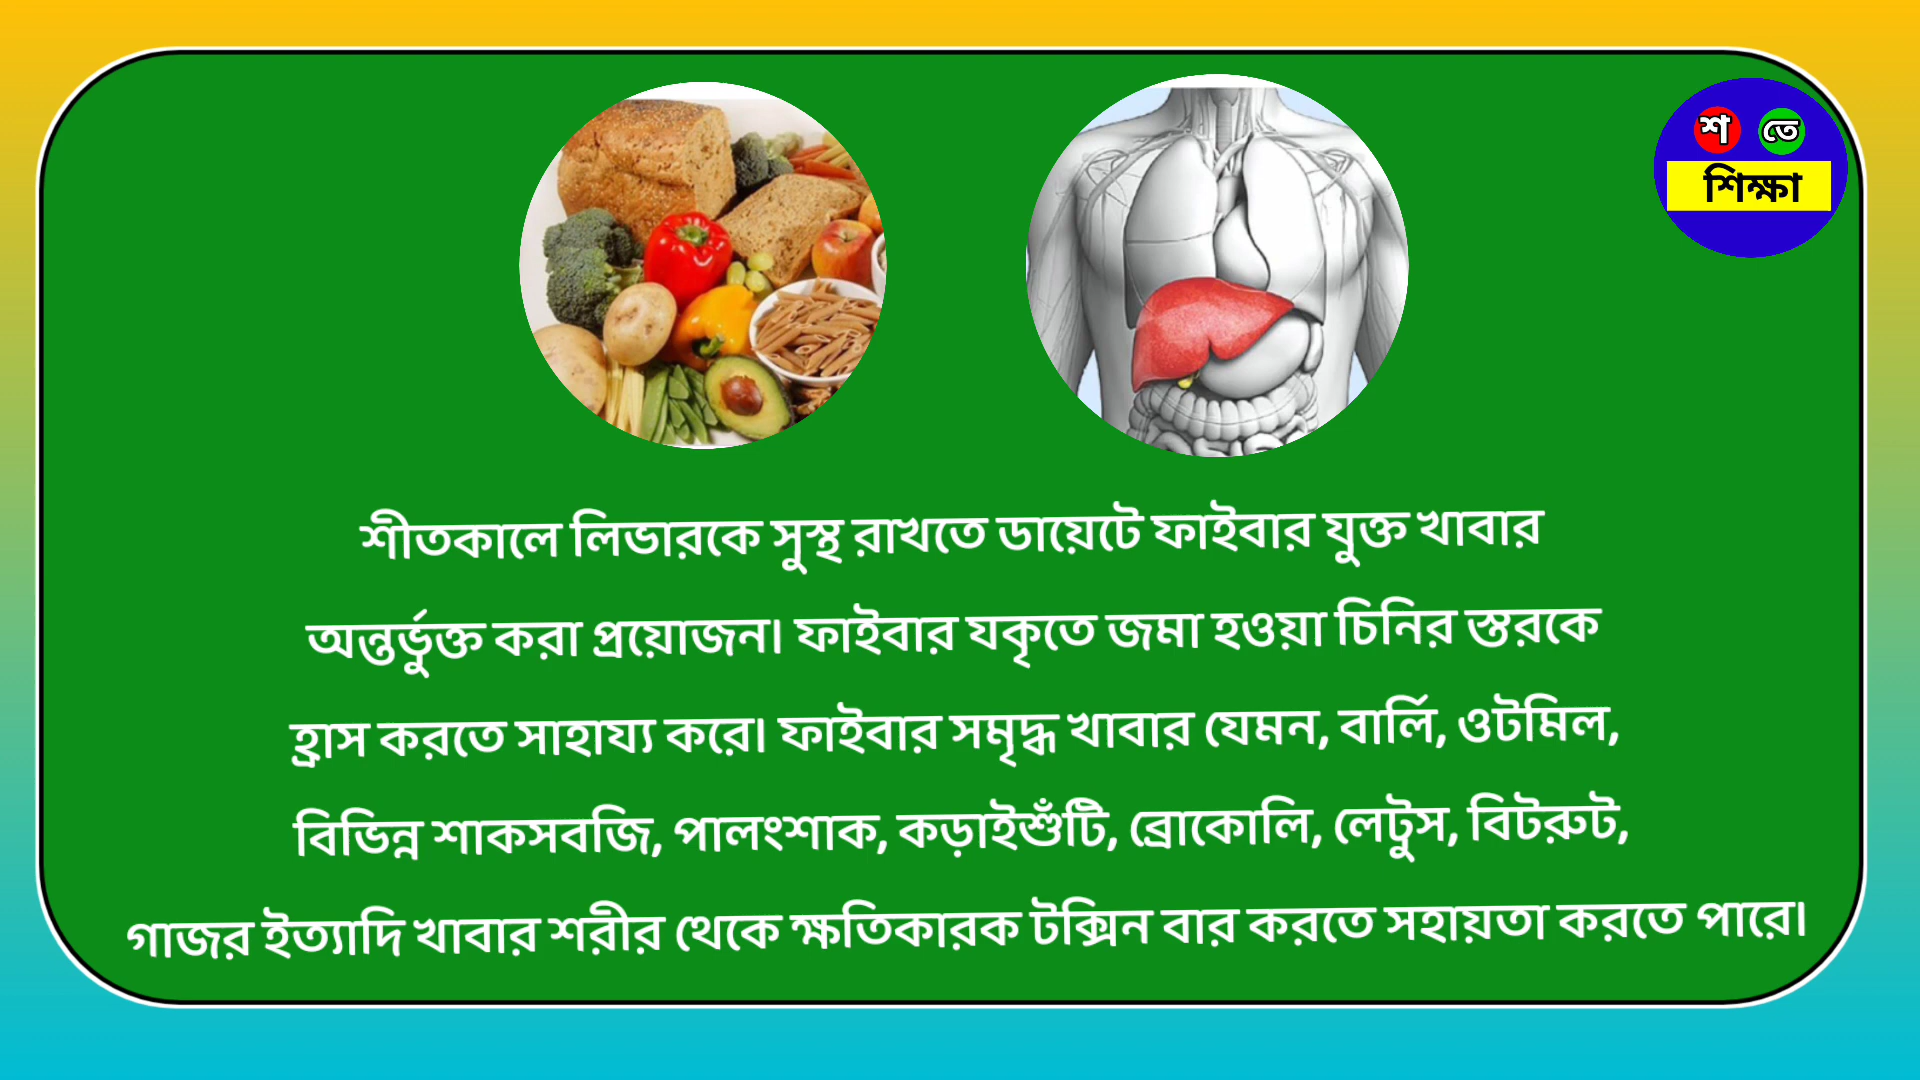 শ তে
শিক্ষা
শীতকালে লিভারকে সুস্থ রাখতে ডায়েটে ফাইবার যুক্ত খাবার
অন্তর্ভুক্ত করা প্রয়োজন। ফাইবার যকৃতে জমা হওয়া চিনির স্তরকে
হ্রাস করতে সাহায্য করে। ফাইবার সমৃদ্ধ খাবার যেমন, বার্লি, ওটমিল,
বিভিন্ন শাকসবজি, পালংশাক, কড়াইশুঁটি, ব্রোকোলি, লেটুস, বিটরুট,
গাজর ইত্যাদি খাবার শরীর থেকে ক্ষতিকারক টক্সিন বার করতে সহায়তা করতে পারে।